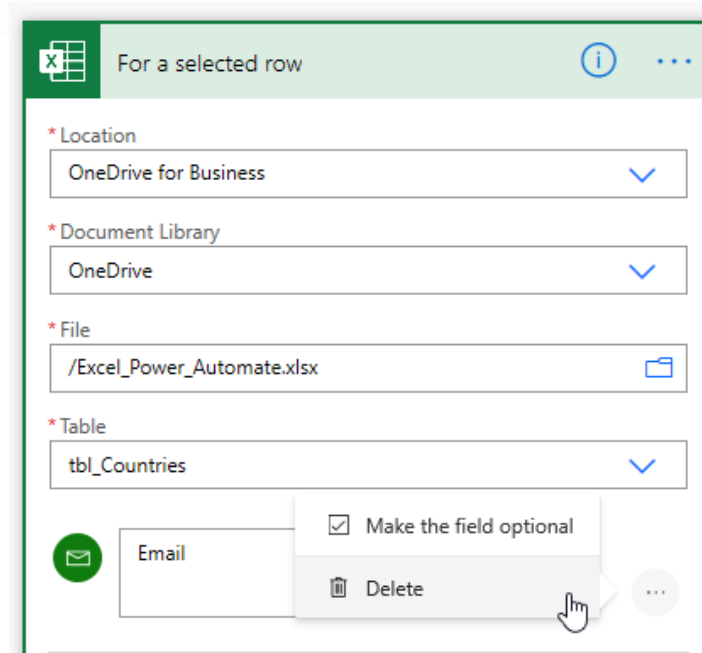 For a selected row
* Location
OneDrive for Business
* Document Library
OneDrive
* File
/Excel_Power_Automate.xlsx
* Table
tbl_Countries
Make the field optional
Email
Delete